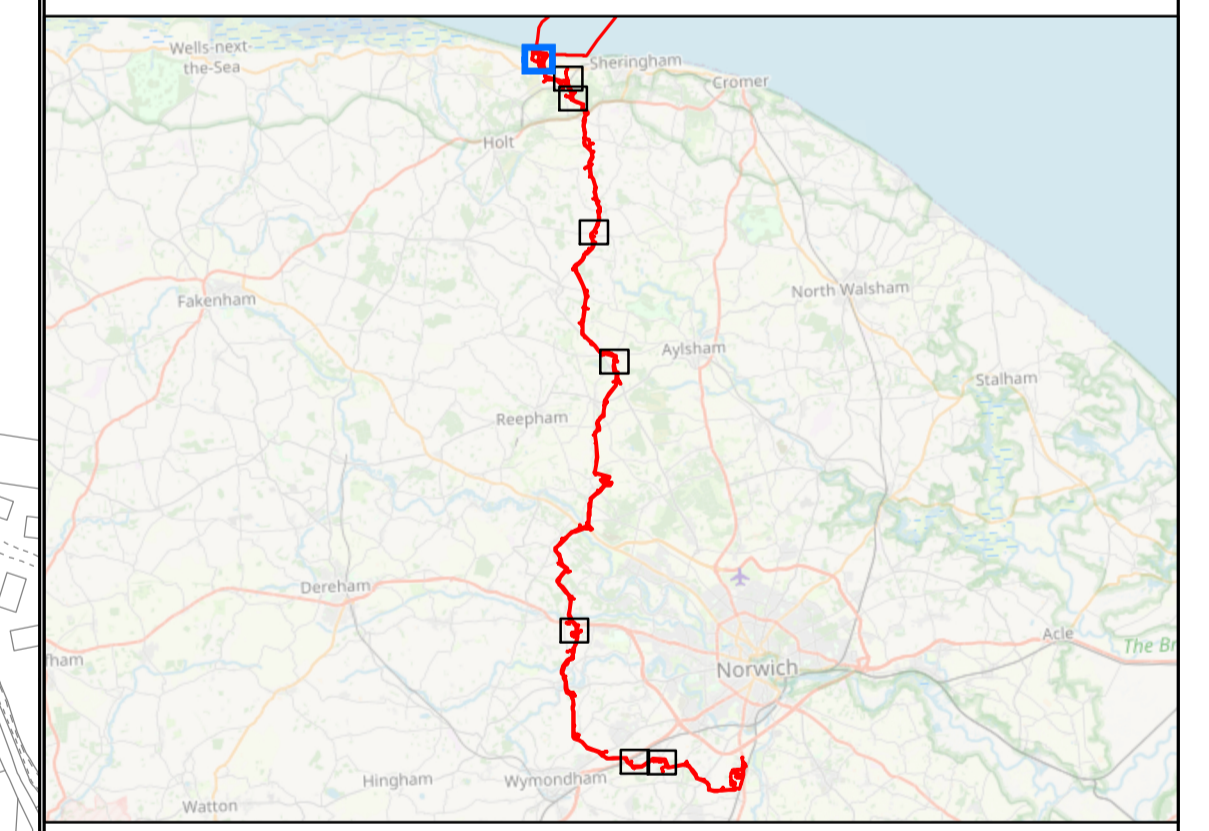 Wells-next-
the-Sea
Sheringham
Cromer
Holt
Fakenham
North Walsham
Aylsham
Stalham
Reepham
Dereham
Acle
The Br
fham
Norwich
Hingham
Wymondham
Watton